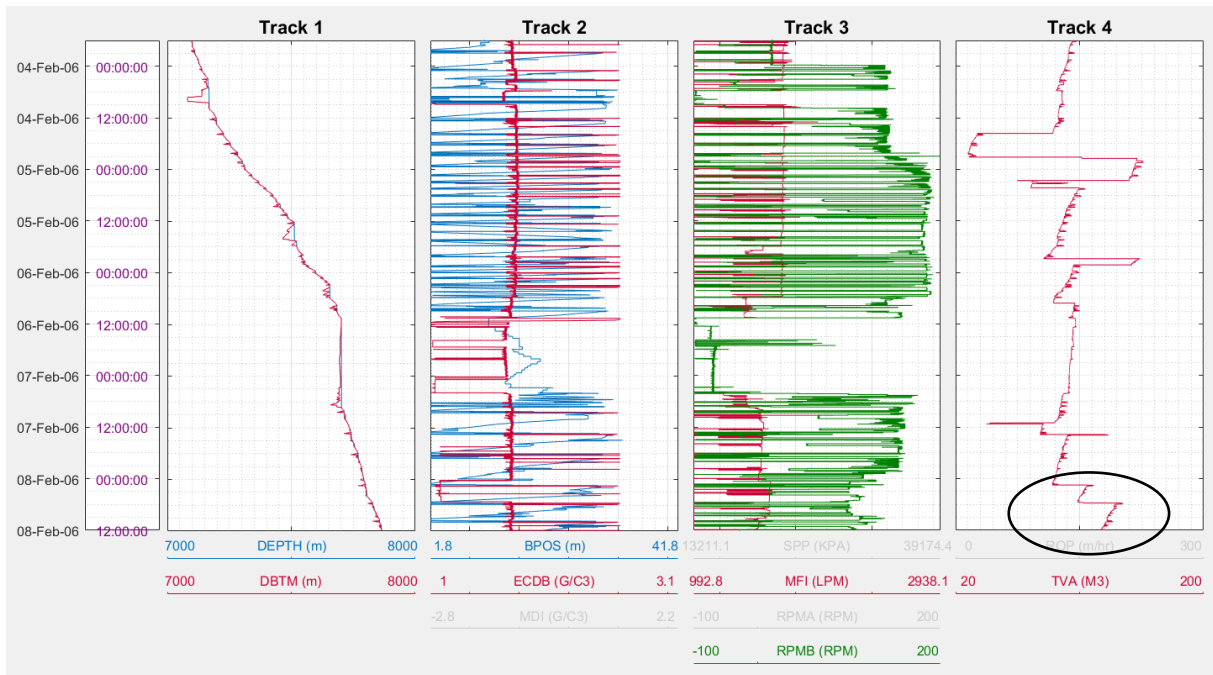 Track 1 Track 2 Track 3 Track 4
04-Feb-06 00:00:00
04-Feb-06 12:00:00
05-Feb-06 00:00:00
05-Feb-06 12:00:00
06-Feb-06 00:00:00
06-Feb-06 12:00:00
07-Feb-06 00:00:00
07-Feb-06 12:00:00
08-Feb-06 00:00:00
08-Feb-06 12:00:00
7000 DEPTH (m) 8000 1.8 BPOS (m) 41.8 13211.1 SPP (KPA) 39174.4 0 ROP (m/hr) 300
7000 DBTM (m) 8000 1 ECDB (G/C3) 3.1 992.8 MFI (LPM) 2938.1 20 TVA (M3) 200
-2.8 MDI (G/C3) 2.2 -100 RPMA (RPM) 200
-100 RPMB (RPM) 200